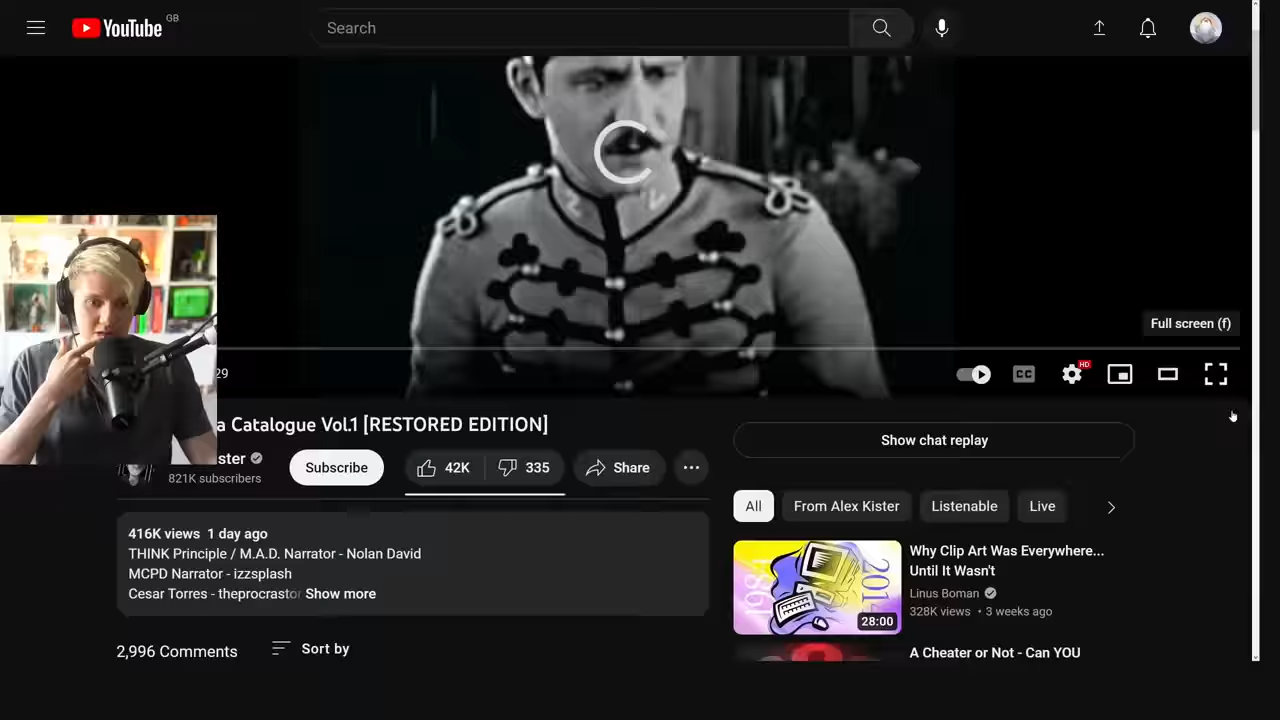 YouTube GB
Search
Full screen (f)
29
CC
HD
a Catalogue Vol.1 [RESTORED EDITION]
ster
821K subscribers
Subscribe
42K
335
Share
Show chat replay
All
From Alex Kister
Listenable
Live
416K views 1 day ago
THINK Principle / M.A.D. Narrator - Nolan David
MCPD Narrator - izzsplash
Cesar Torres - theprocrastor Show more
2,996 Comments
Sort by
Why Clip Art Was Everywhere...
Until It Wasn't
Linus Boman
328K views • 3 weeks ago
28:00
A Cheater or Not - Can YOU